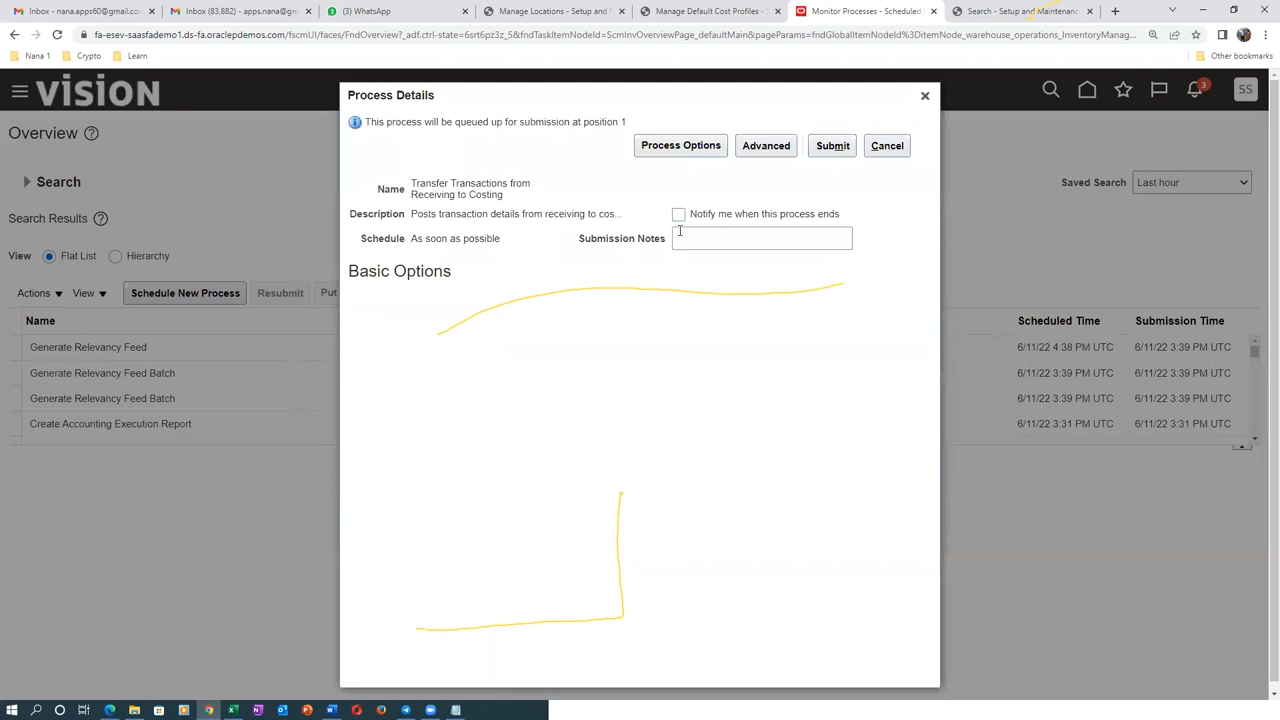 Inbox - nana.apps60@gmail.co
Inbox (83,882) - apps.nana@gm
(3) WhatsApp
Manage Locations - Setup and
Manage Default Cost Profiles - S
Monitor Processes - Scheduled
Search - Setup and Maintenanc
fa-esev-saasfademo1.ds-fa.oraclepdemos.com/fscmUI/faces/FndOverview?_adf.ctrl-state=6srt6pz3z_5&fndTaskItemNodeId=ScmInvOverviewPage_defaultMain&pageParams=fndGlobalItemNodeId%3DitemNode_warehouse_operations_InventoryManag...
Nana 1
Crypto
Learn
Other bookmarks
VISION
3
SS
Overview
Search
Saved Search
Last hour
Search Results
View
Flat List
Hierarchy
Actions
View
Schedule New Process
Resubmit
Put
Name
Scheduled Time
Submission Time
Generate Relevancy Feed
6/11/22 4:38 PM UTC
6/11/22 3:39 PM UTC
Generate Relevancy Feed Batch
6/11/22 3:39 PM UTC
6/11/22 3:39 PM UTC
Generate Relevancy Feed Batch
6/11/22 3:39 PM UTC
6/11/22 3:39 PM UTC
Create Accounting Execution Report
6/11/22 3:31 PM UTC
6/11/22 3:31 PM UTC
Process Details
This process will be queued up for submission at position 1
Process Options
Advanced
Submit
Cancel
Name
Transfer Transactions from
Receiving to Costing
Description
Posts transaction details from receiving to cos...
Notify me when this process ends
Schedule
As soon as possible
Submission Notes
Basic Options